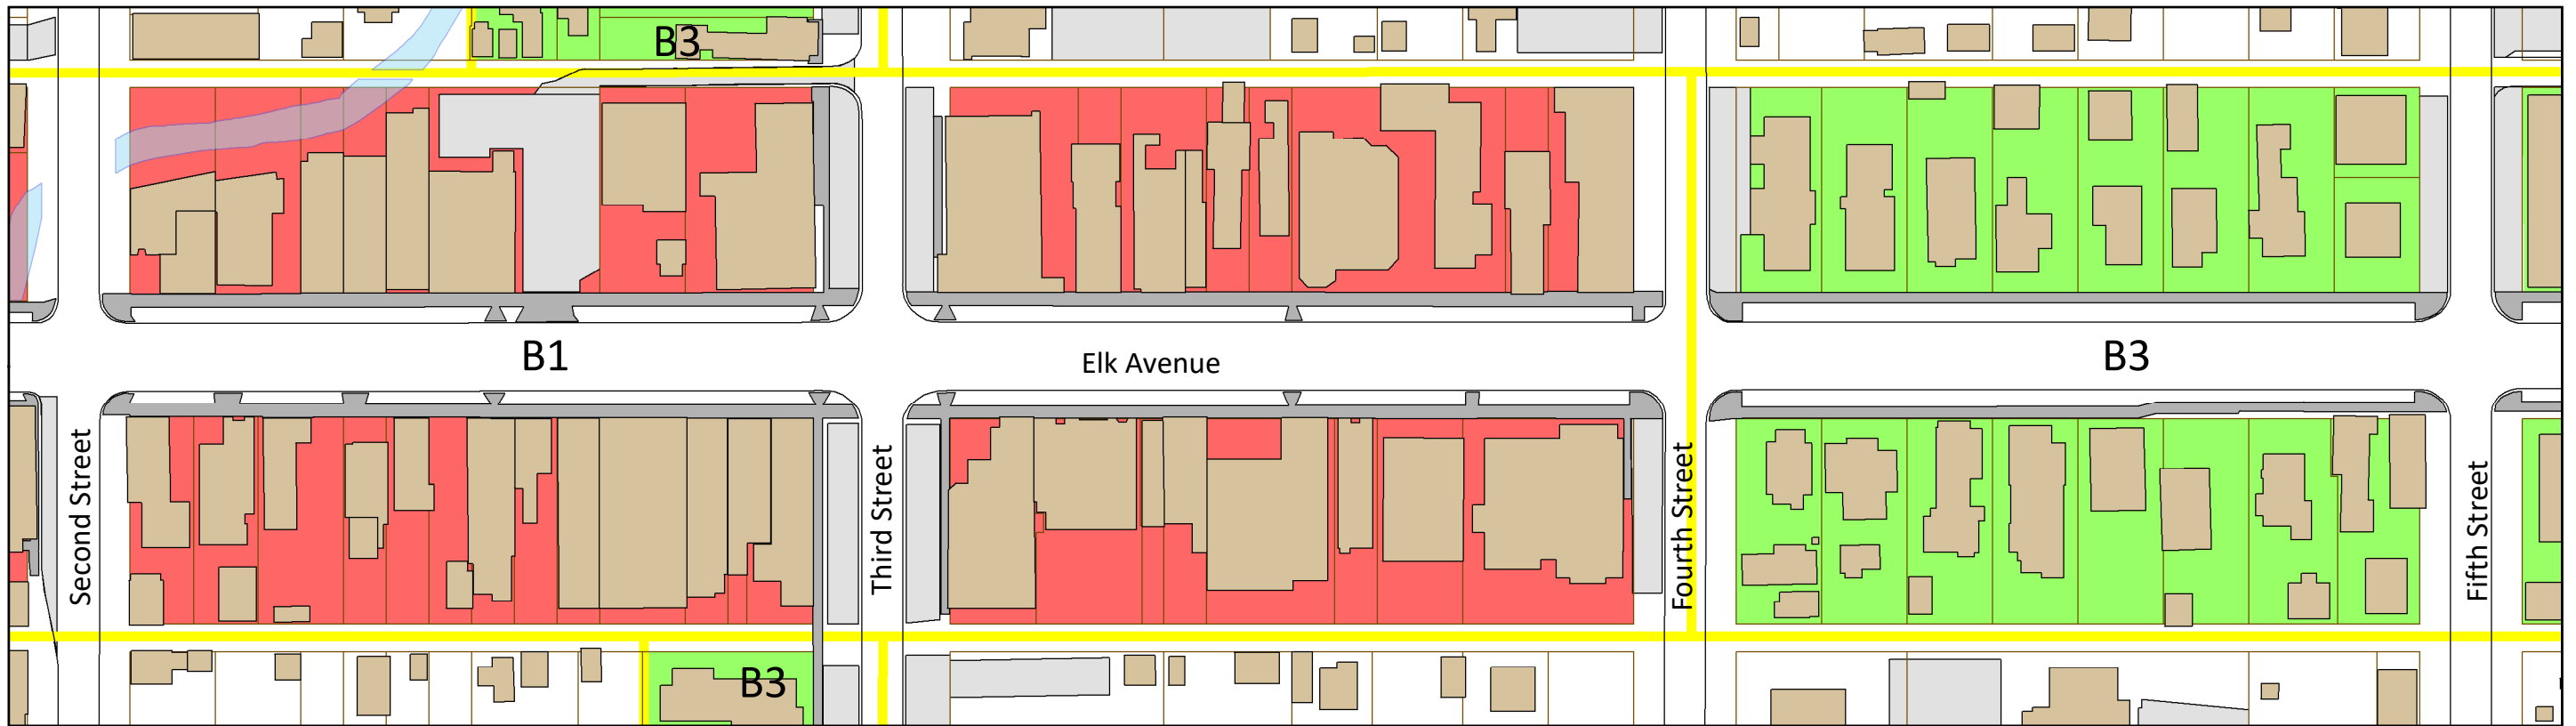 B3
B1
Elk Avenue
B3
Second Street
Third Street
Fourth Street
Fifth Street
B3